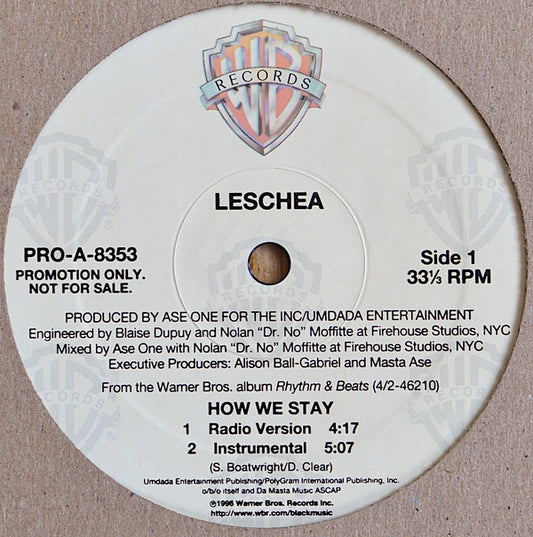 WB
RECORDS
LESCHEA
PRO-A-8353
PROMOTION ONLY.
NOT FOR SALE.
Side 1
33⅓ RPM
PRODUCED BY ASE ONE FOR THE INC/UMDADA ENTERTAINMENT
Engineered by Blaise Dupuy and Nolan “Dr. No” Moffitte at Firehouse Studios, NYC
Mixed by Ase One with Nolan “Dr. No” Moffitte at Firehouse Studios, NYC
Executive Producers: Alison Ball-Gabriel and Masta Ase
From the Warner Bros. album Rhythm & Beats (4/2-46210)
HOW WE STAY
1 Radio Version 4:17
2 Instrumental 5:07
(S. Boatwright/D. Clear)
Umdada Entertainment Publishing/PolyGram International Publishing, Inc.
o/b/o itself and Da Masta Music ASCAP
℗1996 Warner Bros. Records Inc.
http://www.wbr.com/blackmusic